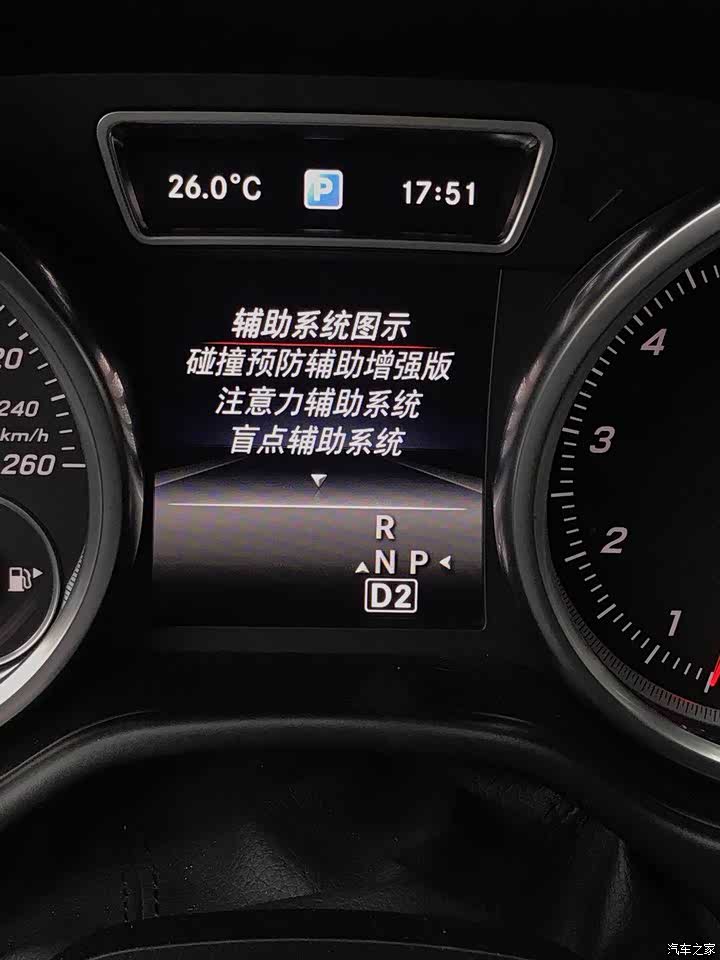 26.0°C P 17:51
辅助系统图示
碰撞预防辅助增强版
注意力辅助系统
盲点辅助系统
R
N P
D2
20
240
km/h
260
4
3
2
1
汽车之家